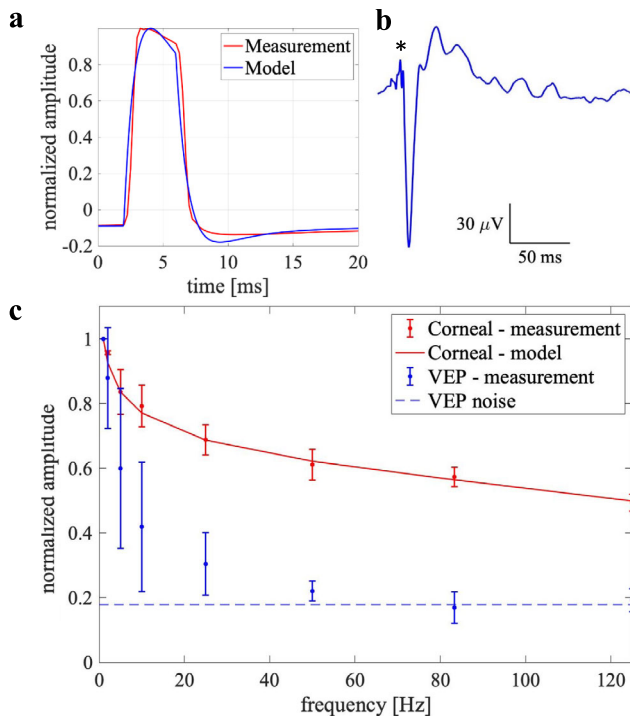 a
normalized amplitude
0.8
0.6
0.4
0.2
0
-0.2
0
5
10
15
20
time [ms]
Measurement
Model
b
*
30 μV
50 ms
c
normalized amplitude
1
0.8
0.6
0.4
0.2
0
0
20
40
60
80
100
120
frequency [Hz]
Corneal - measurement
Corneal - model
VEP - measurement
VEP noise